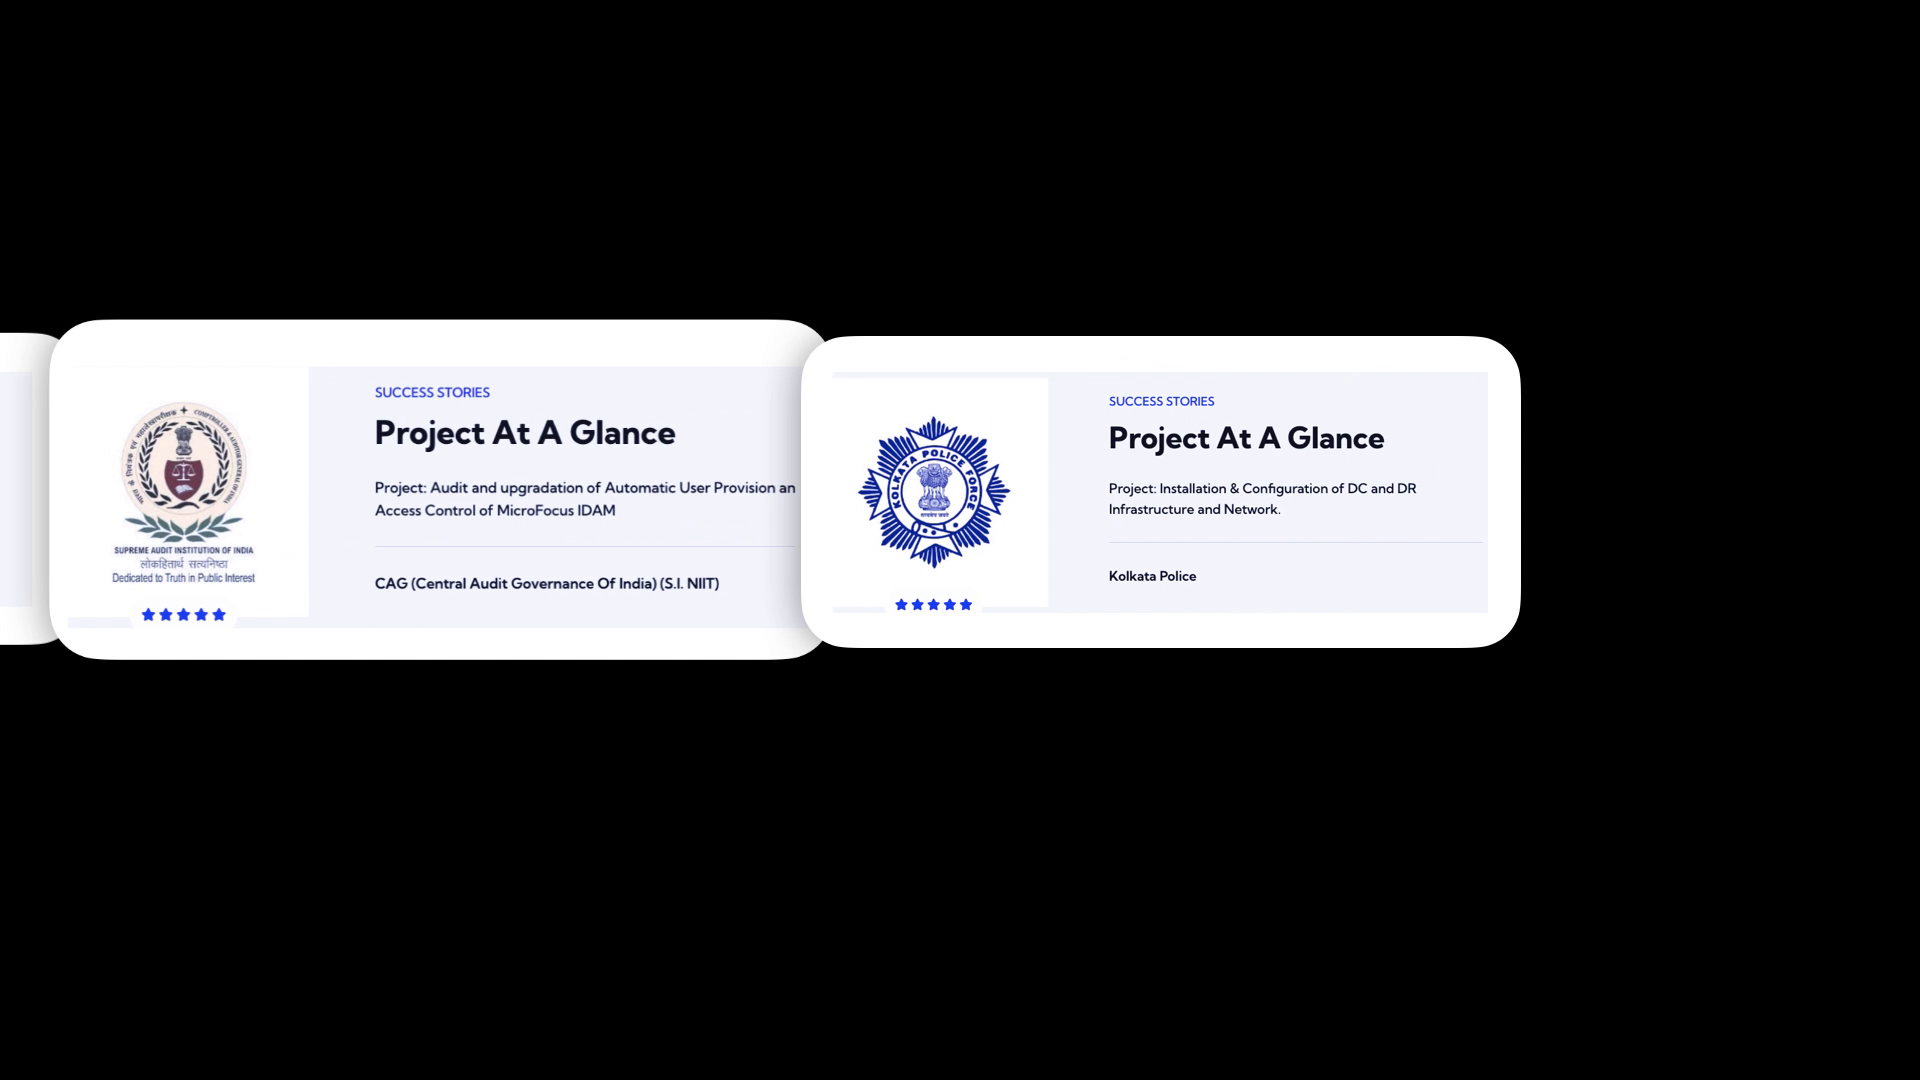 SUCCESS STORIES
Project At A Glance
Project: Audit and upgradation of Automatic User Provision an
Access Control of MicroFocus IDAM
CAG (Central Audit Governance Of India) (S.I. NIIT)
SUPREME AUDIT INSTITUTION OF INDIA
लोकहितार्थ सत्यनिष्ठा
Dedicated to Truth in Public Interest
SUCCESS STORIES
Project At A Glance
Project: Installation & Configuration of DC and DR
Infrastructure and Network.
Kolkata Police
KOLKATA POLICE FORCE